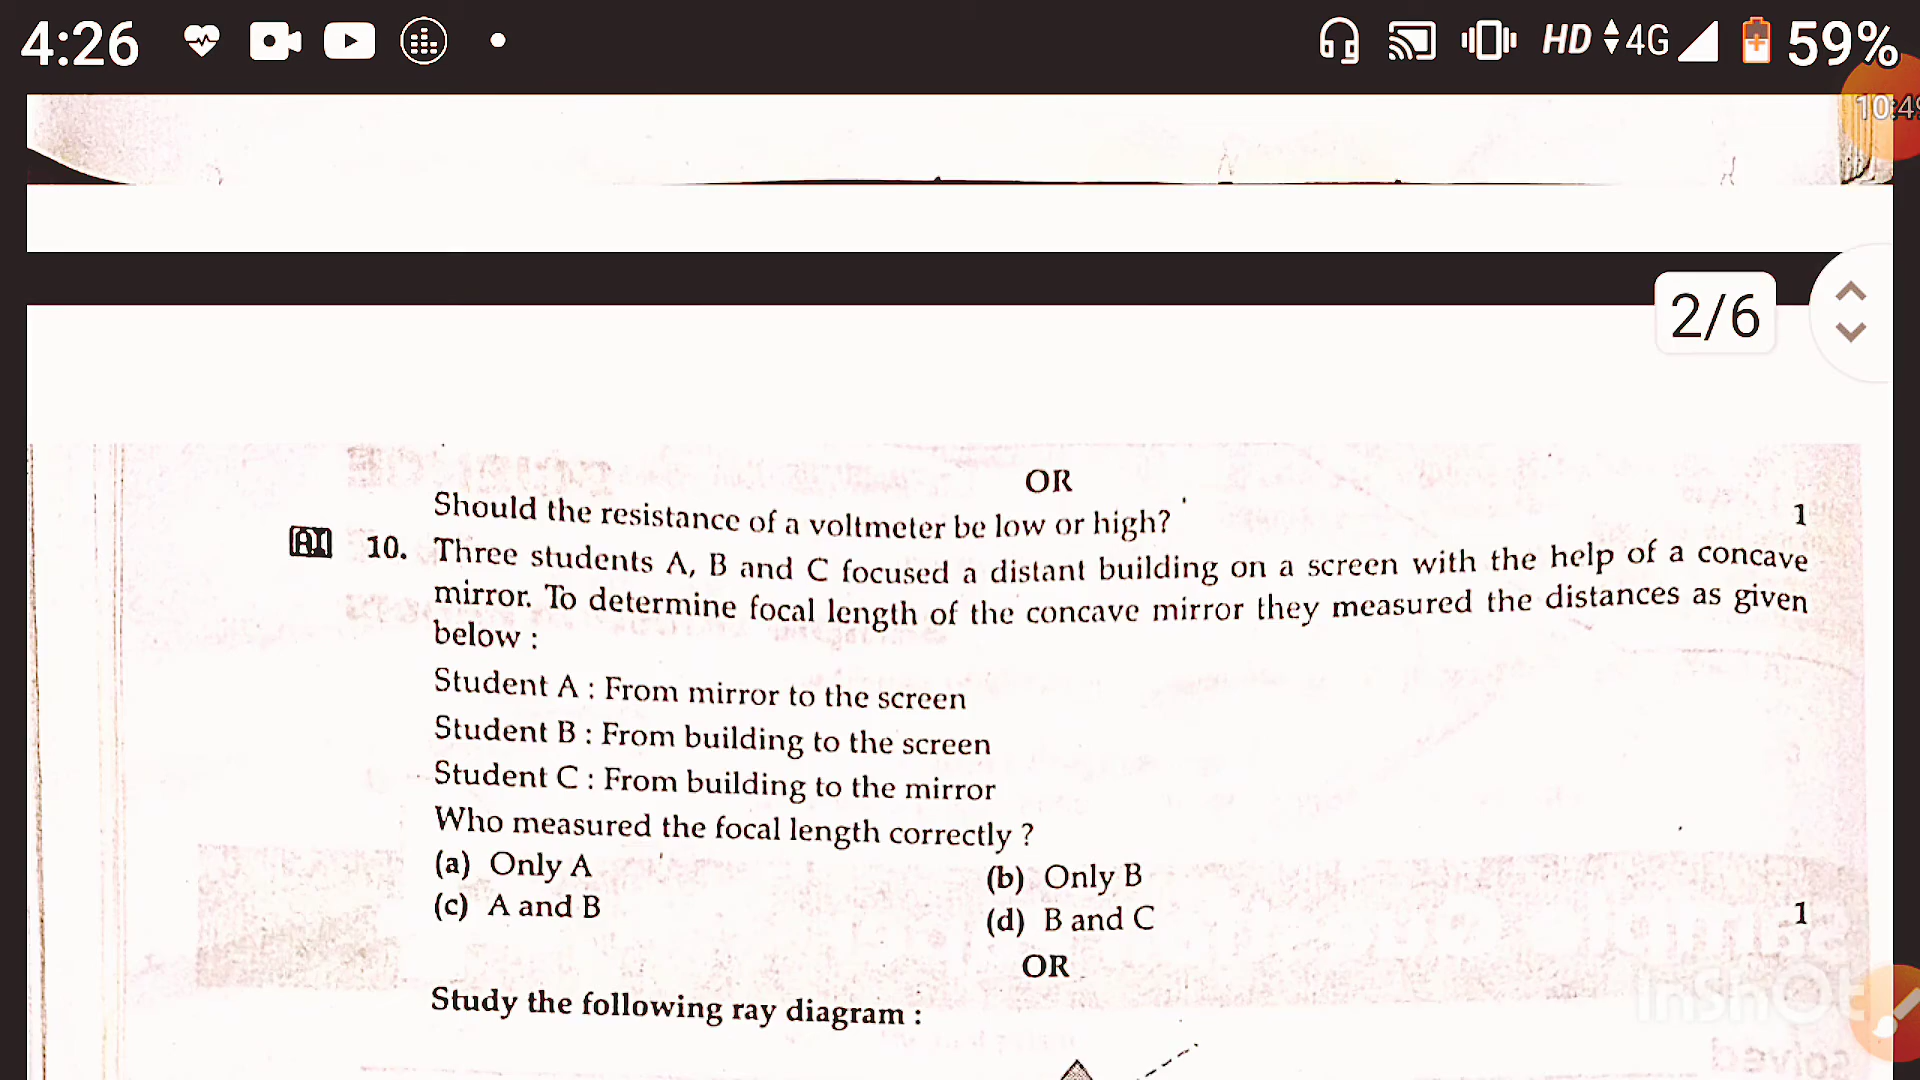 4:26
HD 4G 59%
10:49
2/6
OR
Should the resistance of a voltmeter be low or high?
1
AI 10. Three students A, B and C focused a distant building on a screen with the help of a concave
mirror. To determine focal length of the concave mirror they measured the distances as given
below :
Student A : From mirror to the screen
Student B : From building to the screen
Student C : From building to the mirror
Who measured the focal length correctly ?
(a) Only A (b) Only B
(c) A and B (d) B and C
1
OR
Study the following ray diagram :
InShOt